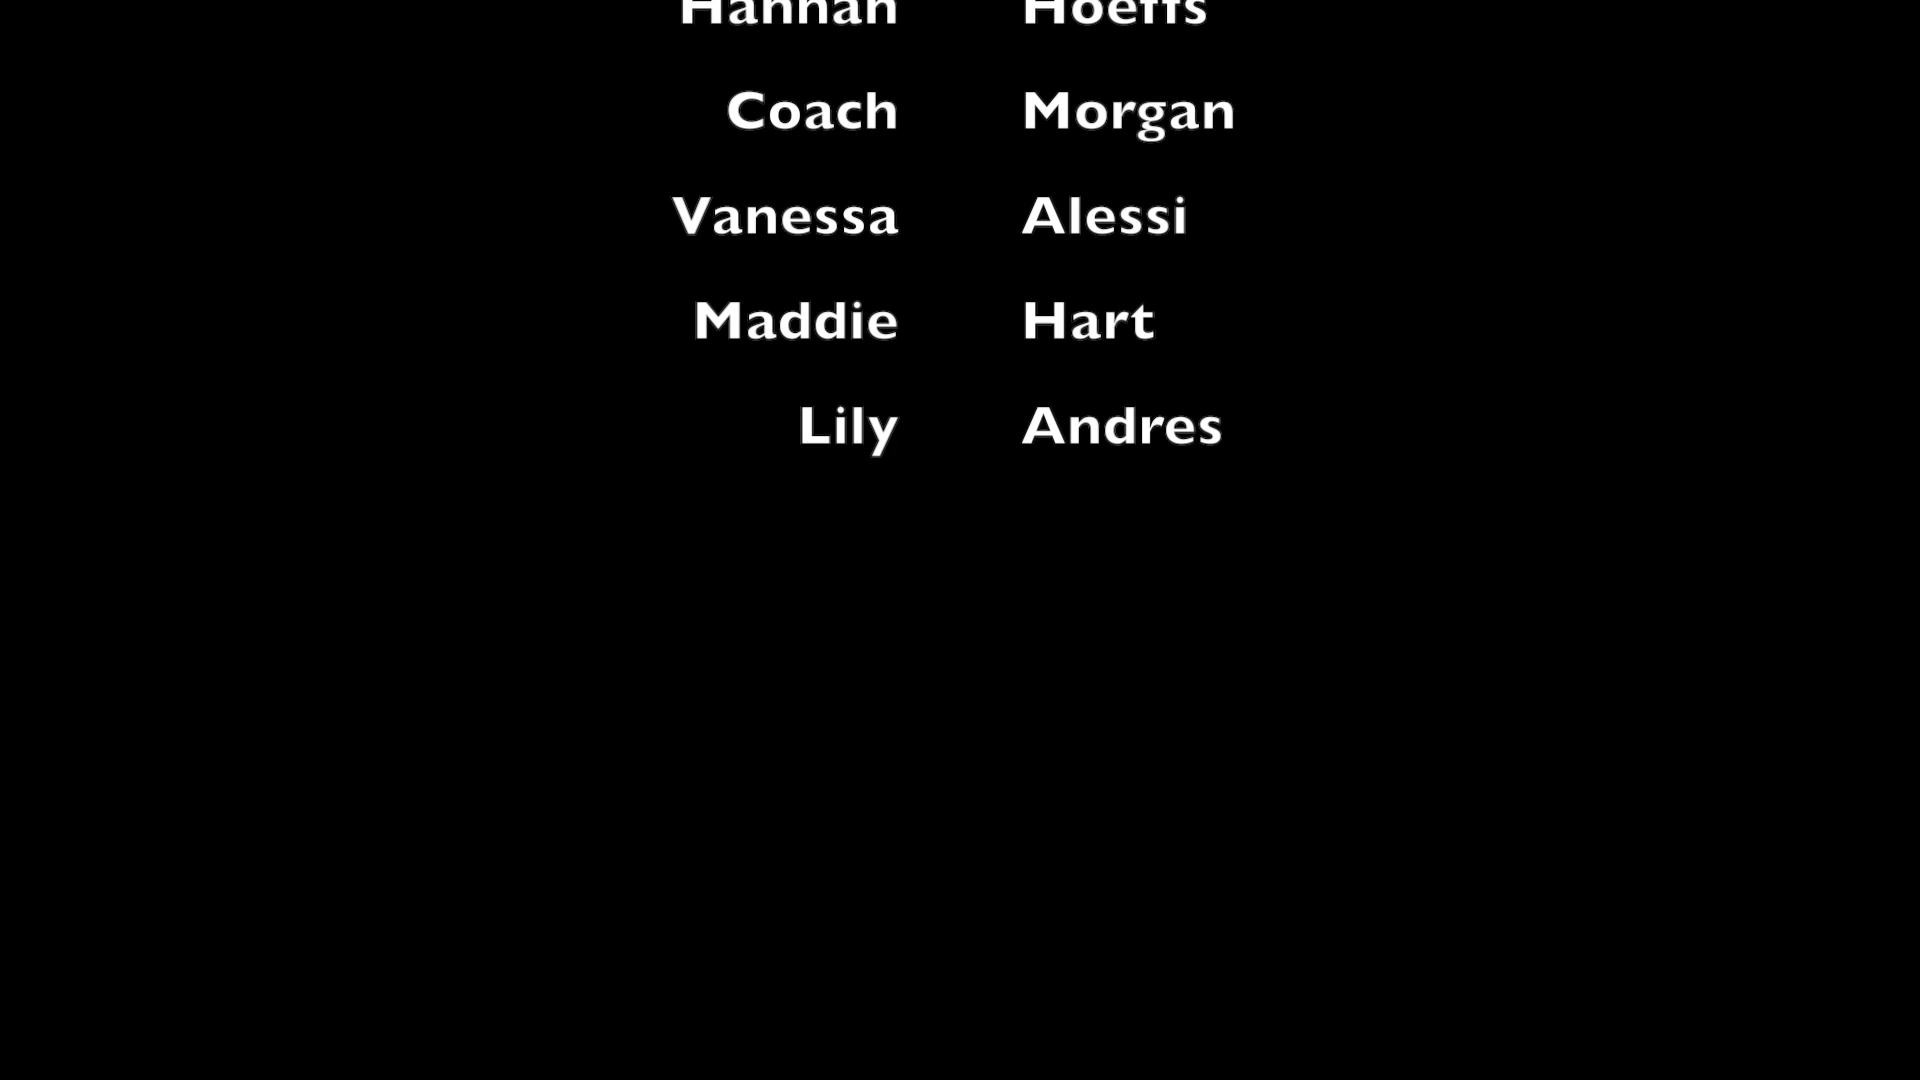 Hannah Hoeffs
Coach Morgan
Vanessa Alessi
Maddie Hart
Lily Andres